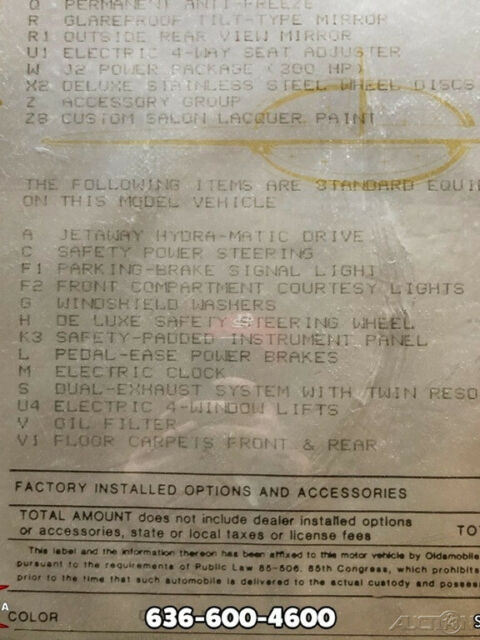 Q PERMANENT ANTI-FREEZE
R GLAREPROOF TILT-TYPE MIRROR
R1 OUTSIDE REAR VIEW MIRROR
U1 ELECTRIC 4-WAY SEAT ADJUSTER
W J2 POWER PACKAGE (300 HP)
X2 DELUXE STAINLESS STEEL WHEEL DISCS
Z ACCESSORY GROUP
Z8 CUSTOM SALON LACQUER PAINT
THE FOLLOWING ITEMS ARE STANDARD EQUI
ON THIS MODEL VEHICLE
A JETAWAY HYDRA-MATIC DRIVE
C SAFETY POWER STEERING
F1 PARKING-BRAKE SIGNAL LIGHT
F2 FRONT COMPARTMENT COURTESY LIGHTS
G WINDSHIELD WASHERS
H DE LUXE SAFETY STEERING WHEEL
K3 SAFETY-PADDED INSTRUMENT PANEL
L PEDAL-EASE POWER BRAKES
M ELECTRIC CLOCK
S DUAL-EXHAUST SYSTEM WITH TWIN RESO
U4 ELECTRIC 4-WINDOW LIFTS
V OIL FILTER
V1 FLOOR CARPETS FRONT & REAR
FACTORY INSTALLED OPTIONS AND ACCESSORIES
TOTAL AMOUNT does not include dealer installed options
or accessories, state or local taxes or license fees
TO
This label and the information thereon has been affixed to this motor vehicle by Oldsmobile
pursuant to the requirements of Public Law 85-506, 85th Congress, which prohibits
prior to the time that such automobile is delivered to the actual custody and posses
COLOR
636-600-4600